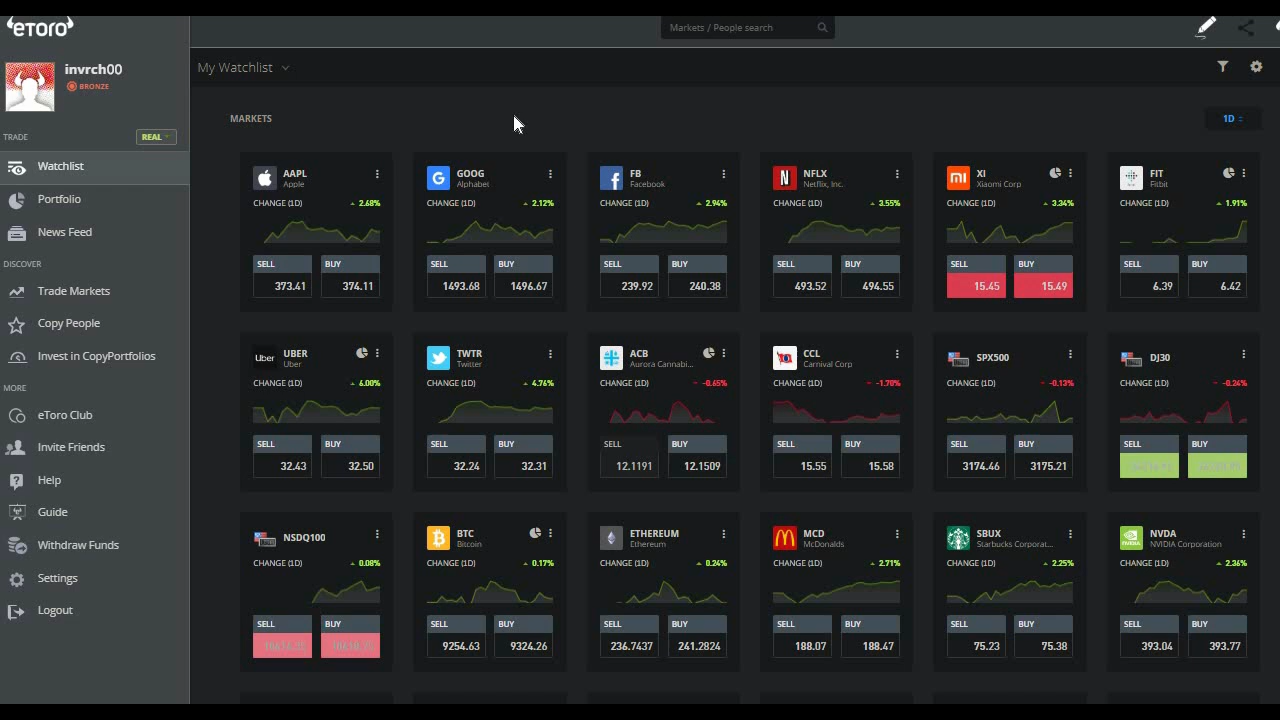 eToro
Markets / People search
invrch00
BRONZE
My Watchlist
TRADE
REAL
Watchlist
Portfolio
News Feed
DISCOVER
Trade Markets
Copy People
Invest in CopyPortfolios
MORE
eToro Club
Invite Friends
Help
Guide
Withdraw Funds
Settings
Logout
MARKETS
1D
AAPL
Apple
CHANGE (1D) 2.68%
SELL BUY
373.41 374.11
GOOG
Alphabet
CHANGE (1D) 2.12%
SELL BUY
1493.68 1496.67
FB
Facebook
CHANGE (1D) 2.94%
SELL BUY
239.92 240.38
NFLX
Netflix, Inc.
CHANGE (1D) 3.55%
SELL BUY
493.52 494.55
XI
Xiaomi Corp
CHANGE (1D) 3.34%
SELL BUY
15.45 15.49
FIT
Fitbit
CHANGE (1D) 1.91%
SELL BUY
6.39 6.42
Uber
UBER
Uber
CHANGE (1D) 6.00%
SELL BUY
32.43 32.50
TWTR
Twitter
CHANGE (1D) 4.76%
SELL BUY
32.24 32.31
ACB
Aurora Cannabi...
CHANGE (1D) -0.65%
SELL BUY
12.1191 12.1509
CCL
Carnival Corp
CHANGE (1D) -1.70%
SELL BUY
15.55 15.58
SPX500
CHANGE (1D) -0.13%
SELL BUY
3174.46 3175.21
DJ30
CHANGE (1D) -0.24%
SELL BUY
NSDQ100
CHANGE (1D) 0.08%
SELL BUY
BTC
Bitcoin
CHANGE (1D) 0.17%
SELL BUY
9254.63 9324.26
ETHEREUM
Ethereum
CHANGE (1D) 0.24%
SELL BUY
236.7437 241.2824
MCD
McDonalds
CHANGE (1D) 2.71%
SELL BUY
188.07 188.47
SBUX
Starbucks Corporat...
CHANGE (1D) 2.25%
SELL BUY
75.23 75.38
NVDA
NVIDIA Corporation
CHANGE (1D) 2.36%
SELL BUY
393.04 393.77